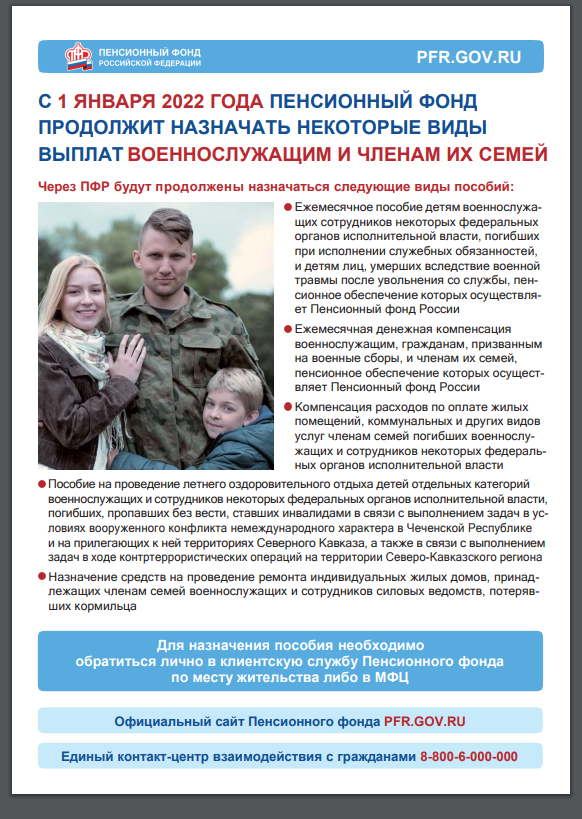 ПЕНСИОННЫЙ ФОНД
РОССИЙСКОЙ ФЕДЕРАЦИИ
PFR.GOV.RU
С 1 ЯНВАРЯ 2022 ГОДА ПЕНСИОННЫЙ ФОНД
ПРОДОЛЖИТ НАЗНАЧАТЬ НЕКОТОРЫЕ ВИДЫ
ВЫПЛАТ ВОЕННОСЛУЖАЩИМ И ЧЛЕНАМ ИХ СЕМЕЙ
Через ПФР будут продолжены назначаться следующие виды пособий:
Ежемесячное пособие детям военнослужа-
щих сотрудников некоторых федеральных
органов исполнительной власти, погибших
при исполнении служебных обязанностей,
и детям лиц, умерших вследствие военной
травмы после увольнения со службы, пен-
сионное обеспечение которых осуществля-
ет Пенсионный фонд России
Ежемесячная денежная компенсация
военнослужащим, гражданам, призванным
на военные сборы, и членам их семей,
пенсионное обеспечение которых осущест-
вляет Пенсионный фонд России
Компенсация расходов по оплате жилых
помещений, коммунальных и других видов
услуг членам семей погибших военнослу-
жащих и сотрудников некоторых федераль-
ных органов исполнительной власти
Пособие на проведение летнего оздоровительного отдыха детей отдельных категорий
военнослужащих и сотрудников некоторых федеральных органов исполнительной власти,
погибших, пропавших без вести, ставших инвалидами в связи с выполнением задач в ус-
ловиях вооруженного конфликта немеждународного характера в Чеченской Республике
и на прилегающих к ней территориях Северного Кавказа, а также в связи с выполнением
задач в ходе контртеррористических операций на территории Северо-Кавказского региона
Назначение средств на проведение ремонта индивидуальных жилых домов, принад-
лежащих членам семей военнослужащих и сотрудников силовых ведомств, потеряв-
ших кормильца
Для назначения пособия необходимо
обратиться лично в клиентскую службу Пенсионного фонда
по месту жительства либо в МФЦ
Официальный сайт Пенсионного фонда PFR.GOV.RU
Единый контакт-центр взаимодействия с гражданами 8-800-6-000-000